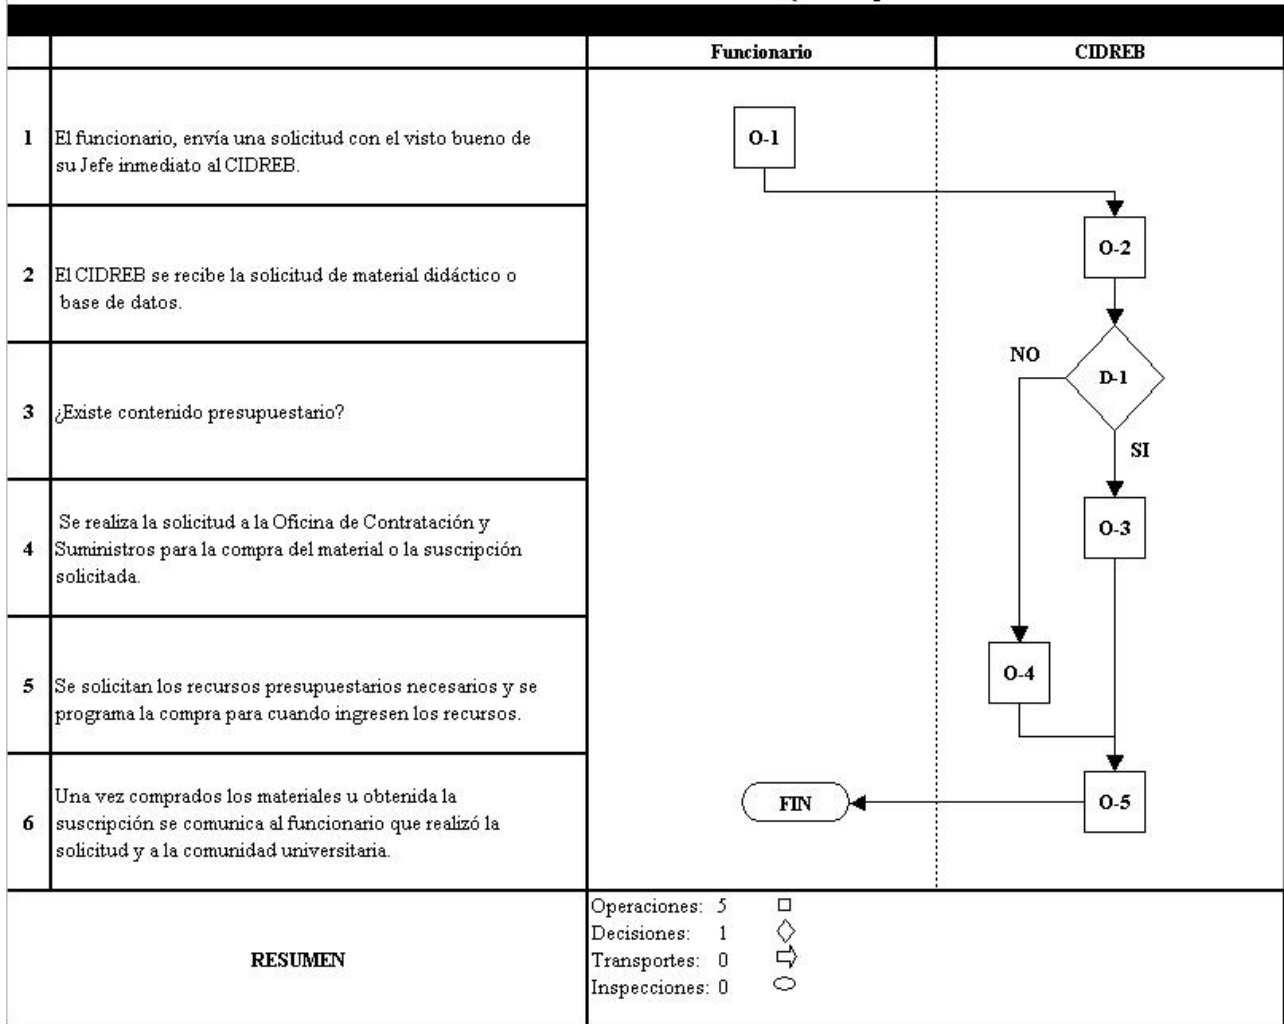 Funcionario
CIDREB
1
El funcionario, envía una solicitud con el visto bueno de
su Jefe inmediato al CIDREB.
O-1
2
El CIDREB se recibe la solicitud de material didáctico o
base de datos.
O-2
3
¿Existe contenido presupuestario?
NO
D-1
SI
4
Se realiza la solicitud a la Oficina de Contratación y
Suministros para la compra del material o la suscripción
solicitada.
O-3
5
Se solicitan los recursos presupuestarios necesarios y se
programa la compra para cuando ingresen los recursos.
O-4
6
Una vez comprados los materiales u obtenida la
suscripción se comunica al funcionario que realizó la
solicitud y a la comunidad universitaria.
FIN
O-5
RESUMEN
Operaciones: 5
Decisiones: 1
Transportes: 0
Inspecciones: 0